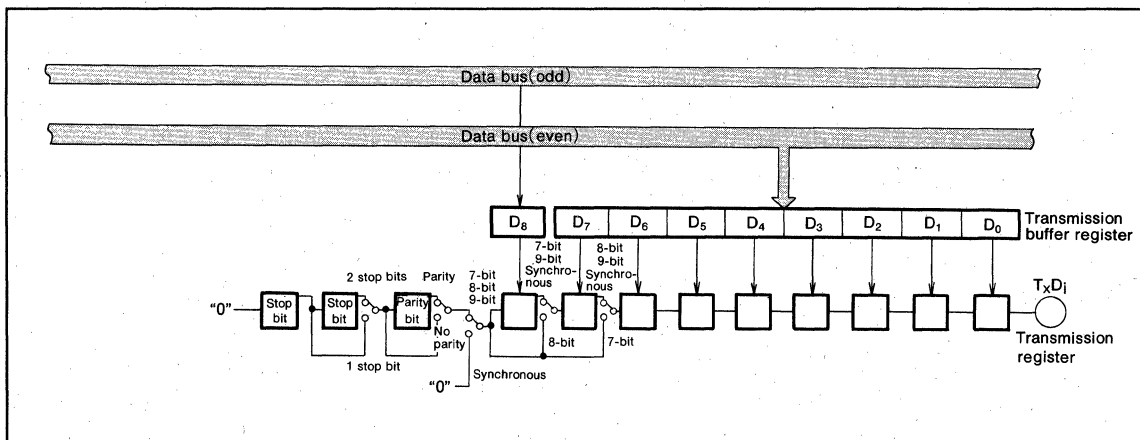 Data bus(odd)
Data bus(even)
D8 D7 D6 D5 D4 D3 D2 D1 D0
Transmission
buffer register
7-bit
9-bit
Synchro-
nous
8-bit
9-bit
Synchro-
nous
2 stop bits
Parity
7-bit
8-bit
9-bit
"0"
Stop
bit
Stop
bit
Parity
bit
TxDi
No
parity
8-bit
7-bit
Transmission
register
1 stop bit
"0"
Synchronous